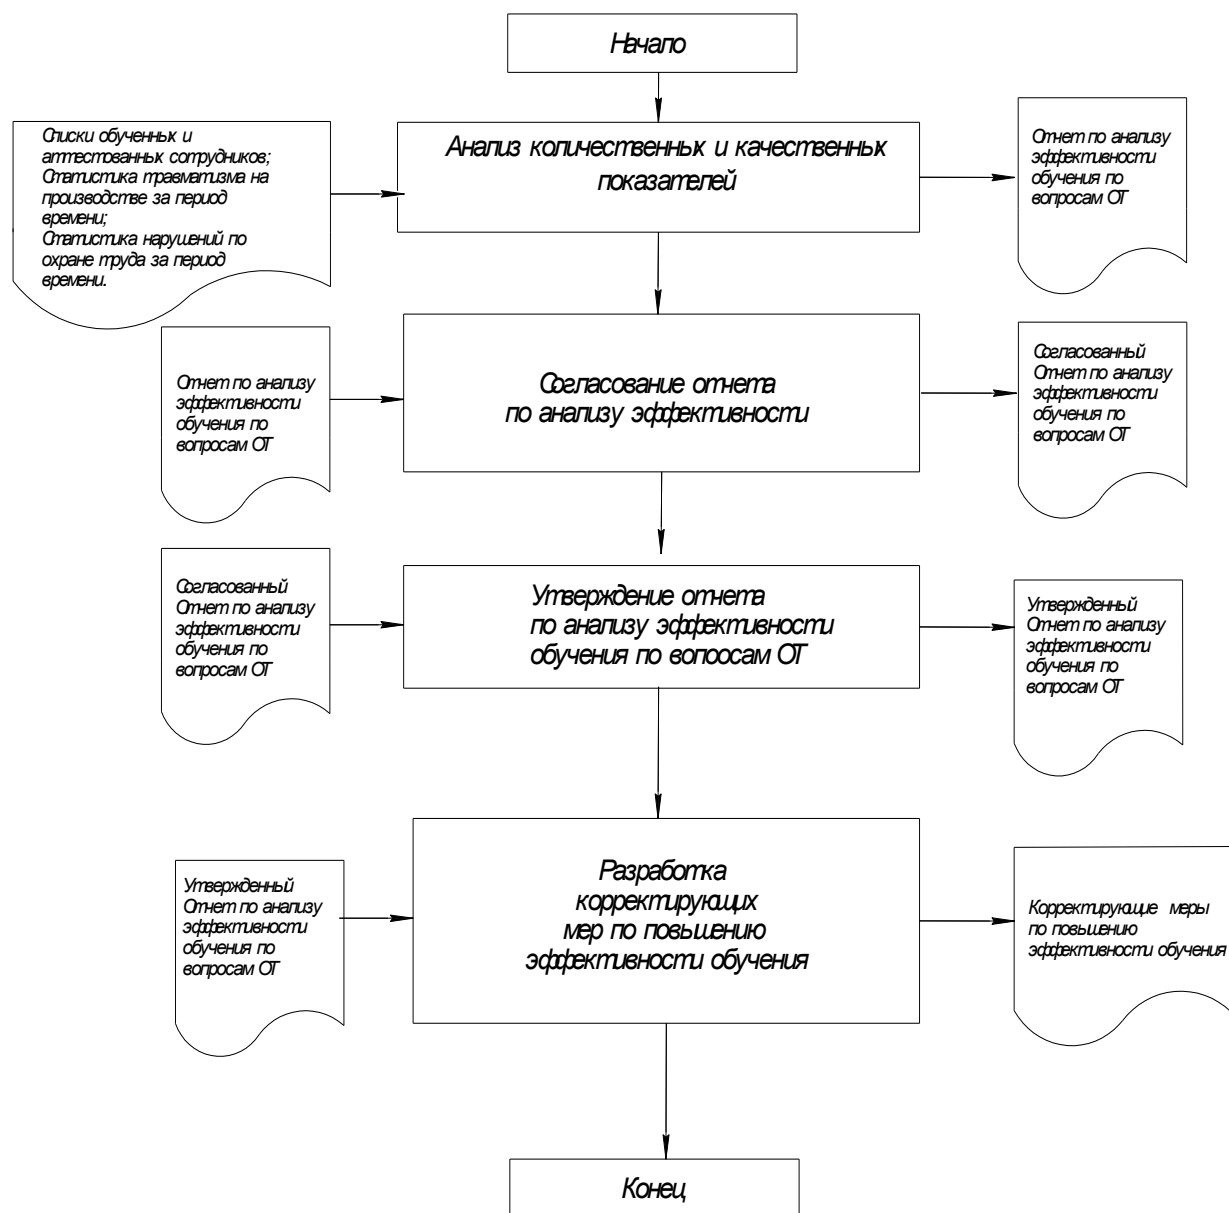 Начало
Списки обученных и
аттестованных сотрудников;
Статистика травматизма на
производстве за период
времени;
Статистика нарушений по
охране труда за период
времени.
Анализ количественных и качественных
показателей
Отчет по анализу
эффективности
обучения по
вопросам ОТ
Отчет по анализу
эффективности
обучения по
вопросам ОТ
Согласование отчета
по анализу эффективности
Согласованный
Отчет по анализу
эффективности
обучения по
вопросам ОТ
Согласованный
Отчет по анализу
эффективности
обучения по
вопросам ОТ
Утверждение отчета
по анализу эффективности
обучения по вопоосам ОТ
Утвержденный
Отчет по анализу
эффективности
обучения по
вопросам ОТ
Утвержденный
Отчет по анализу
эффективности
обучения по
вопросам ОТ
Разработка
корректирующих
мер по повышению
эффективности обучения
Корректирующие меры
по повышению
эффективности обучения
Конец